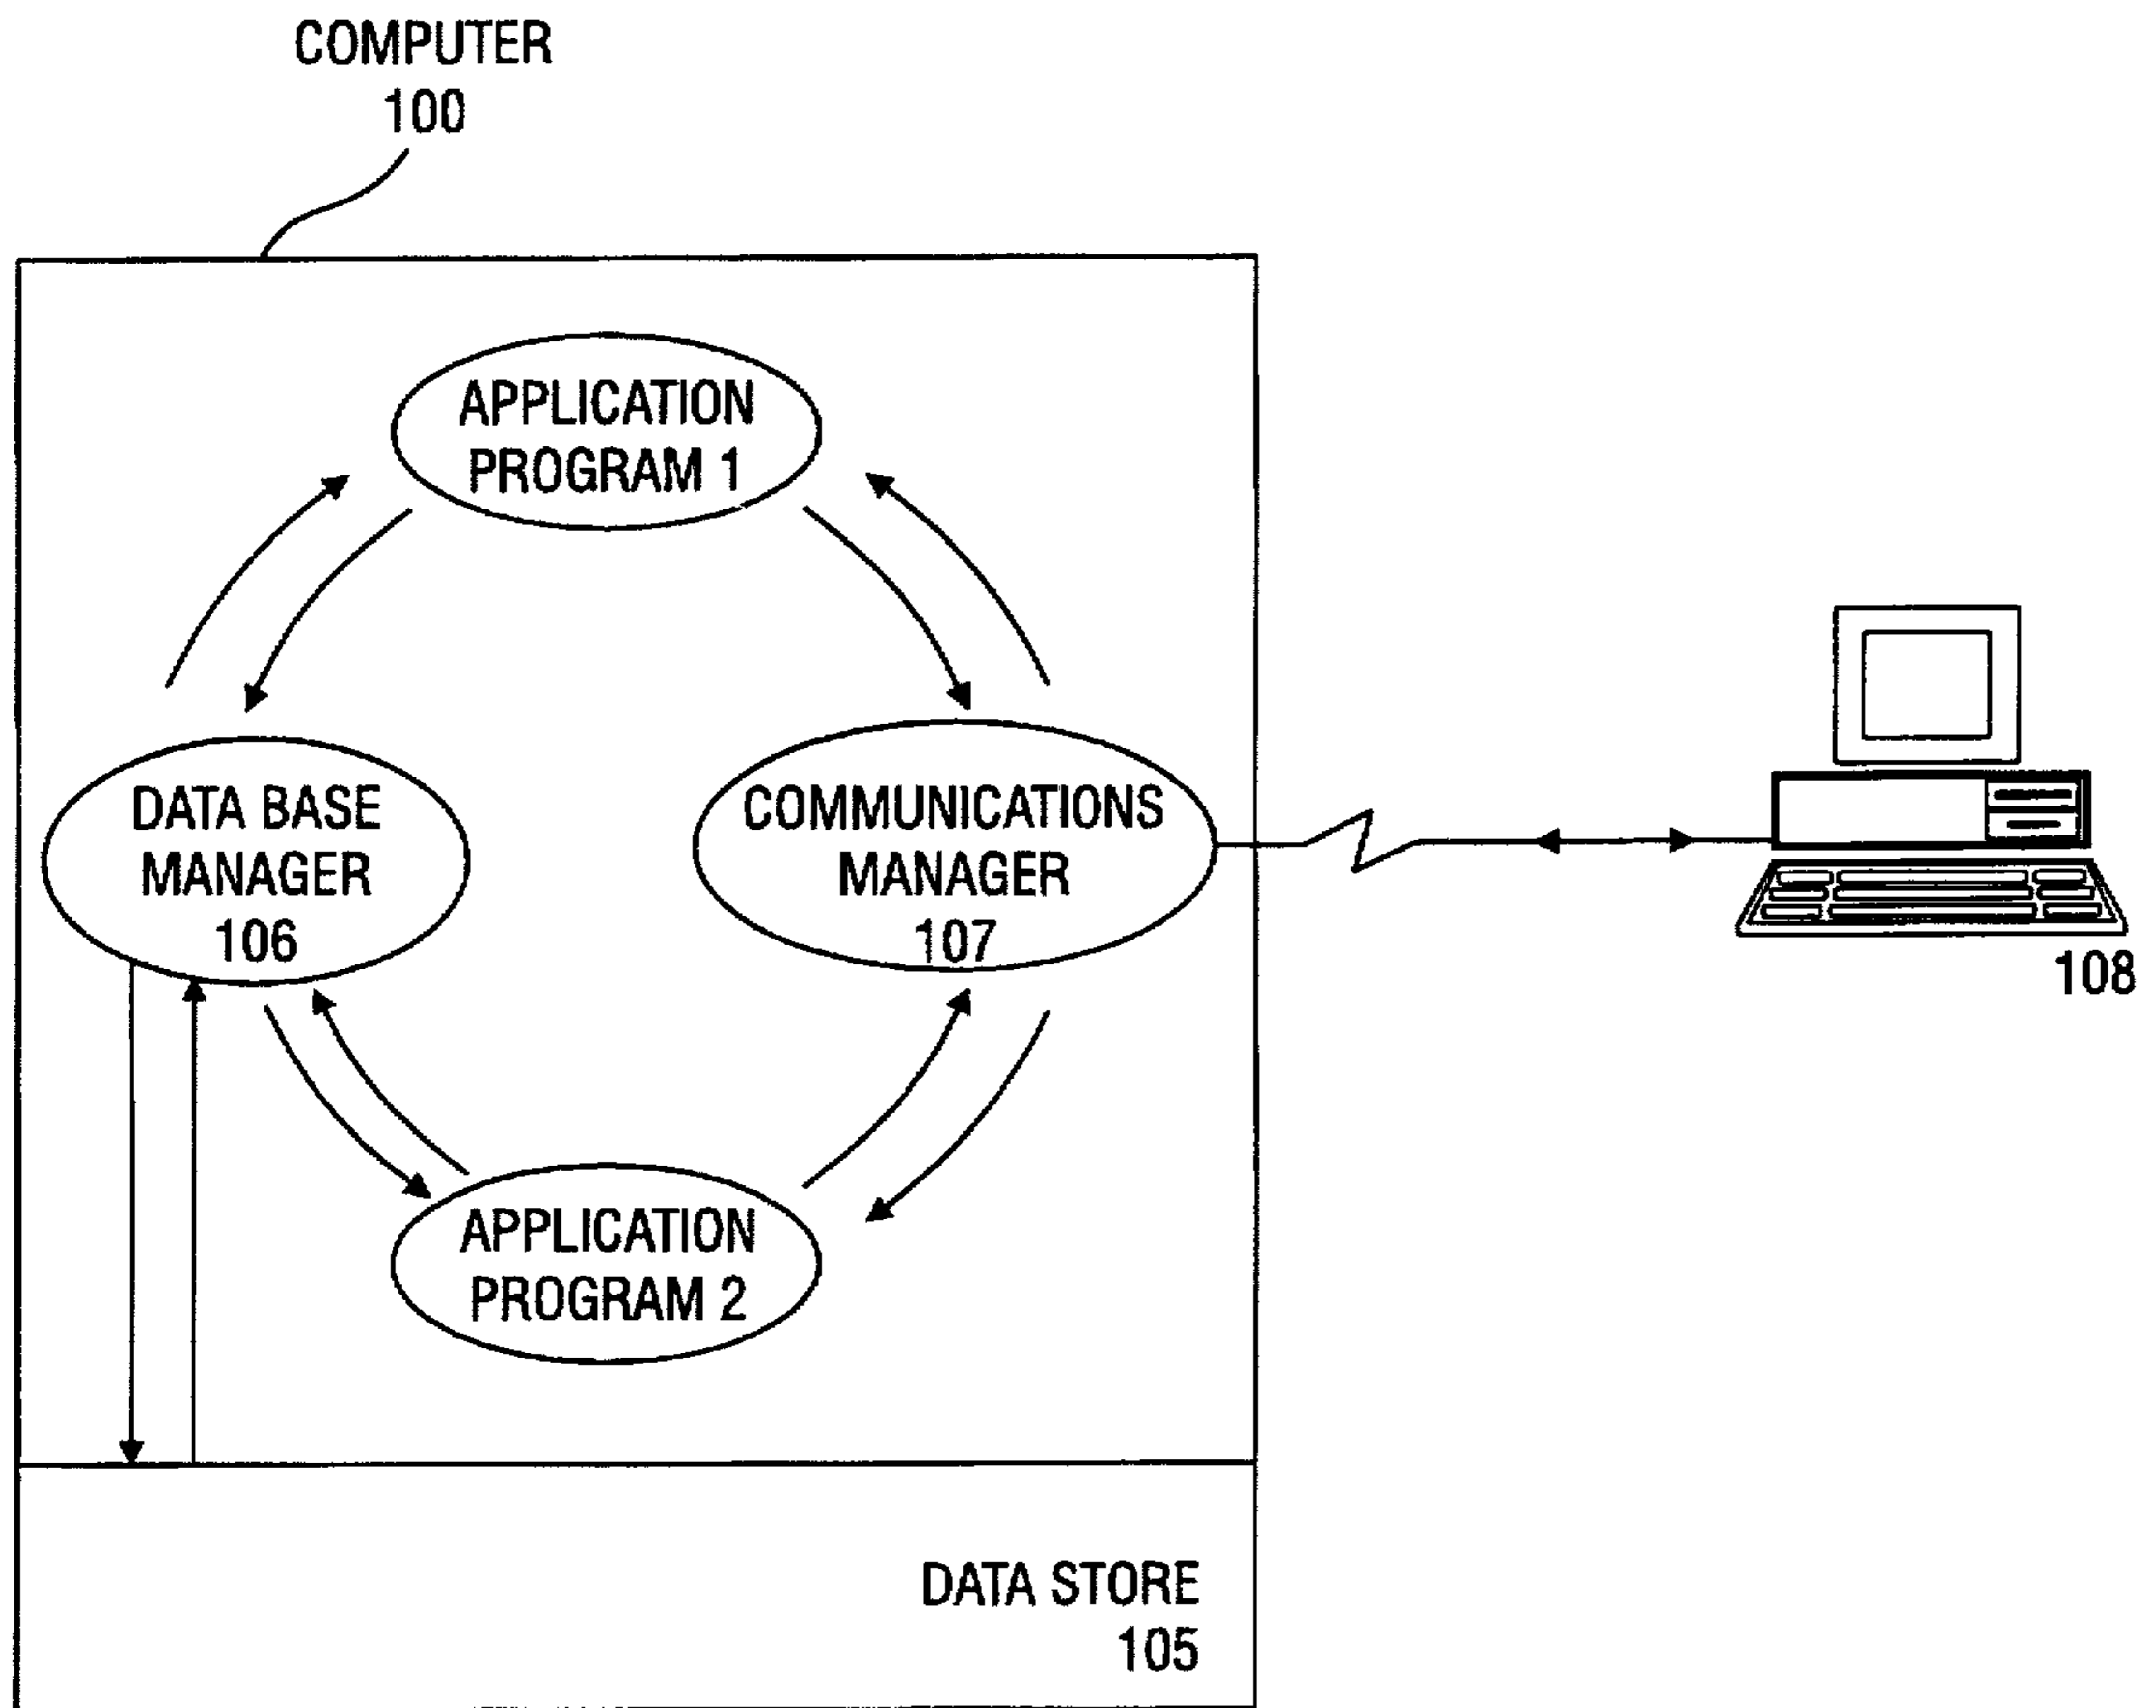 COMPUTER
100
APPLICATION
PROGRAM 1
DATA BASE
MANAGER
106
COMMUNICATIONS
MANAGER
107
108
APPLICATION
PROGRAM 2
DATA STORE
105